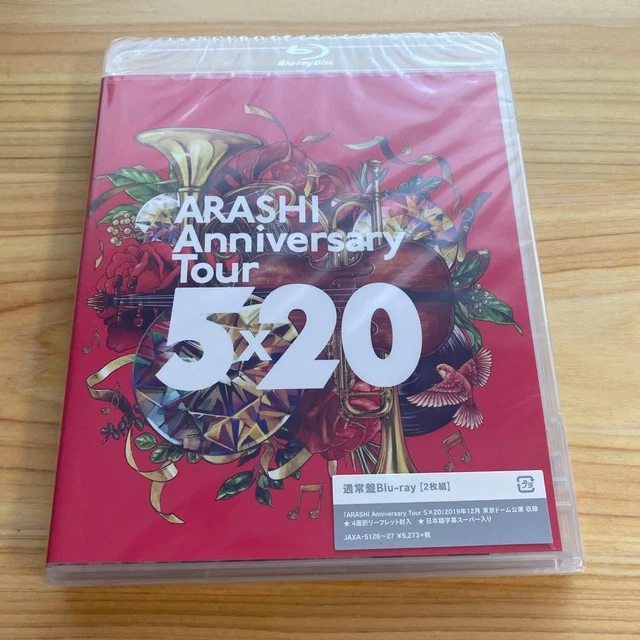 Blu-ray Disc
ARASHI
Anniversary
Tour
5×20
通常盤Blu-ray【2枚組】
「ARASHI Anniversary Tour 5×20」2019年12月 東京ドーム公演 収録
★ 4面折リーフレット封入 ★ 日本語字幕スーパー入り
JAXA-5126~27 ¥5,273+税
プラ